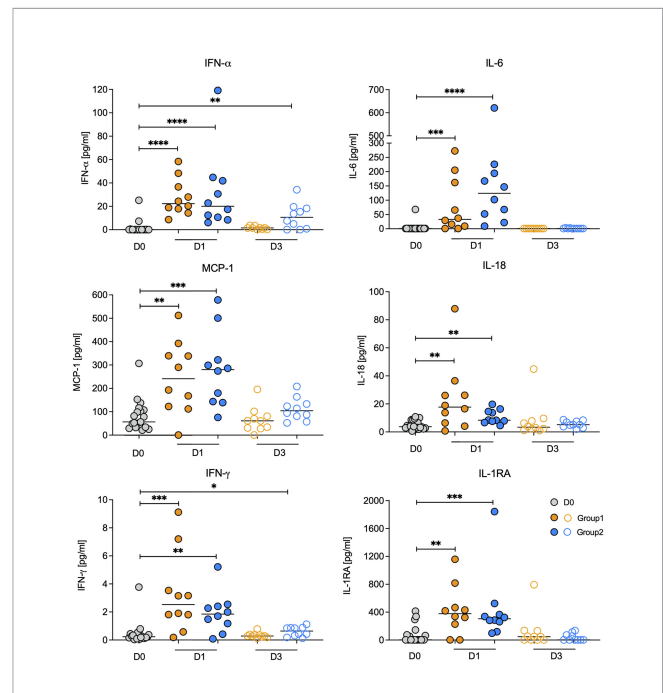 IFN-α
120
100
80
60
40
20
0
IFN-α [pg/ml]
**
****
****
D0
D1
D3
IL-6
700
600
500
300
250
200
150
100
50
0
IL-6 [pg/ml]
****
***
D0
D1
D3
MCP-1
600
500
400
300
200
100
0
MCP-1 [pg/ml]
***
**
D0
D1
D3
IL-18
100
80
60
40
20
0
IL-18 [pg/ml]
**
**
D0
D1
D3
IFN-γ
10
8
6
4
2
0
IFN-γ [pg/ml]
*
***
**
D0
D1
D3
IL-1RA
2000
1600
1200
800
400
0
IL-1RA [pg/ml]
***
**
D0
D1
D3
D0
Group1
Group2